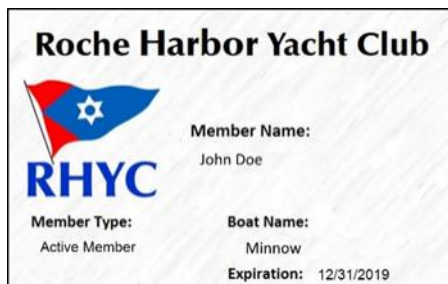 Roche Harbor Yacht Club
RHYC
Member Name:
John Doe
Member Type:
Active Member
Boat Name:
Minnow
Expiration: 12/31/2019